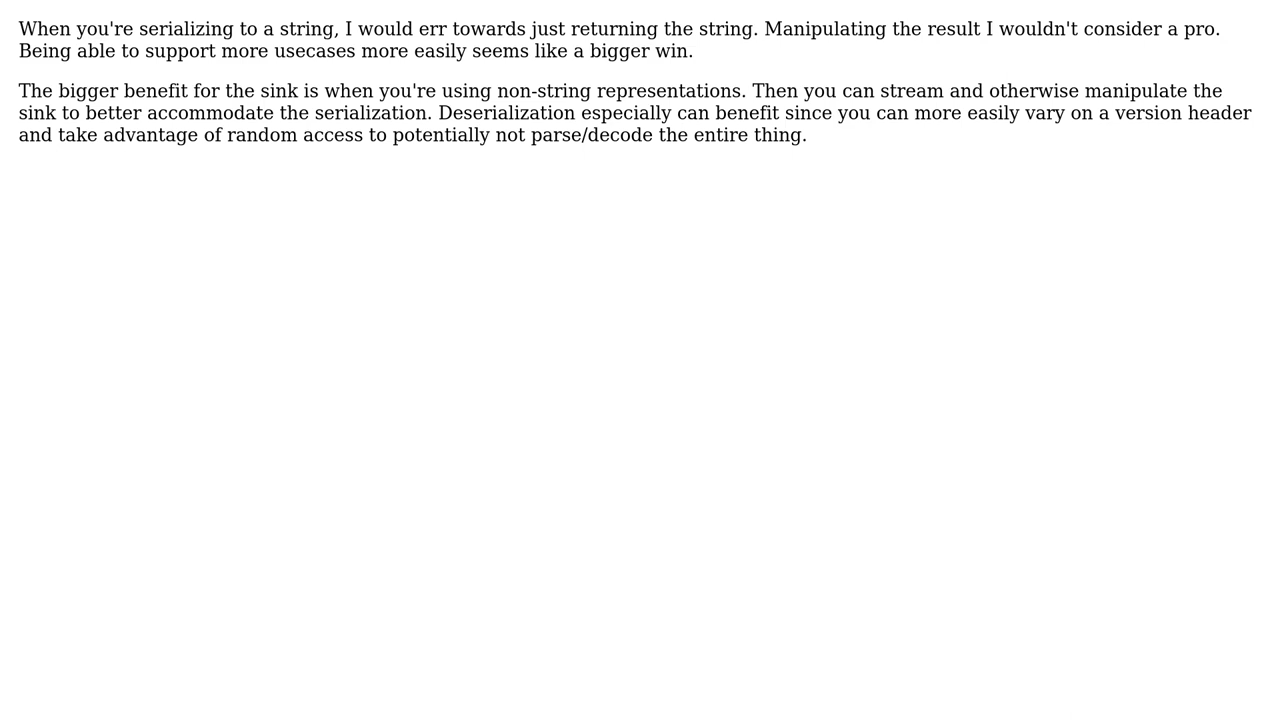 When you're serializing to a string, I would err towards just returning the string. Manipulating the result I wouldn't consider a pro.
Being able to support more usecases more easily seems like a bigger win.
The bigger benefit for the sink is when you're using non-string representations. Then you can stream and otherwise manipulate the
sink to better accommodate the serialization. Deserialization especially can benefit since you can more easily vary on a version header
and take advantage of random access to potentially not parse/decode the entire thing.